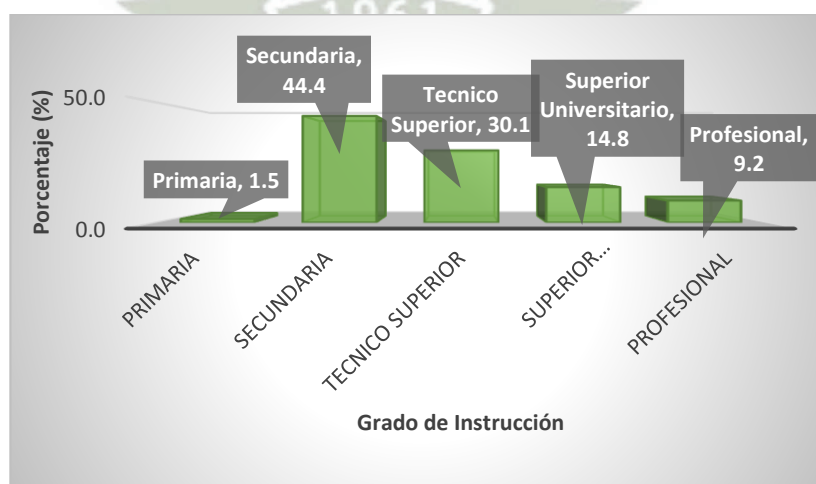 1961
Secundaria,
44.4
Tecnico
Superior, 30.1
Superior
Universitario,
14.8
Profesional,
9.2
Primaria, 1.5
Porcentaje (%)
50.0
0.0
PRIMARIA
SECUNDARIA
TECNICO SUPERIOR
SUPERIOR...
PROFESIONAL
Grado de Instrucción